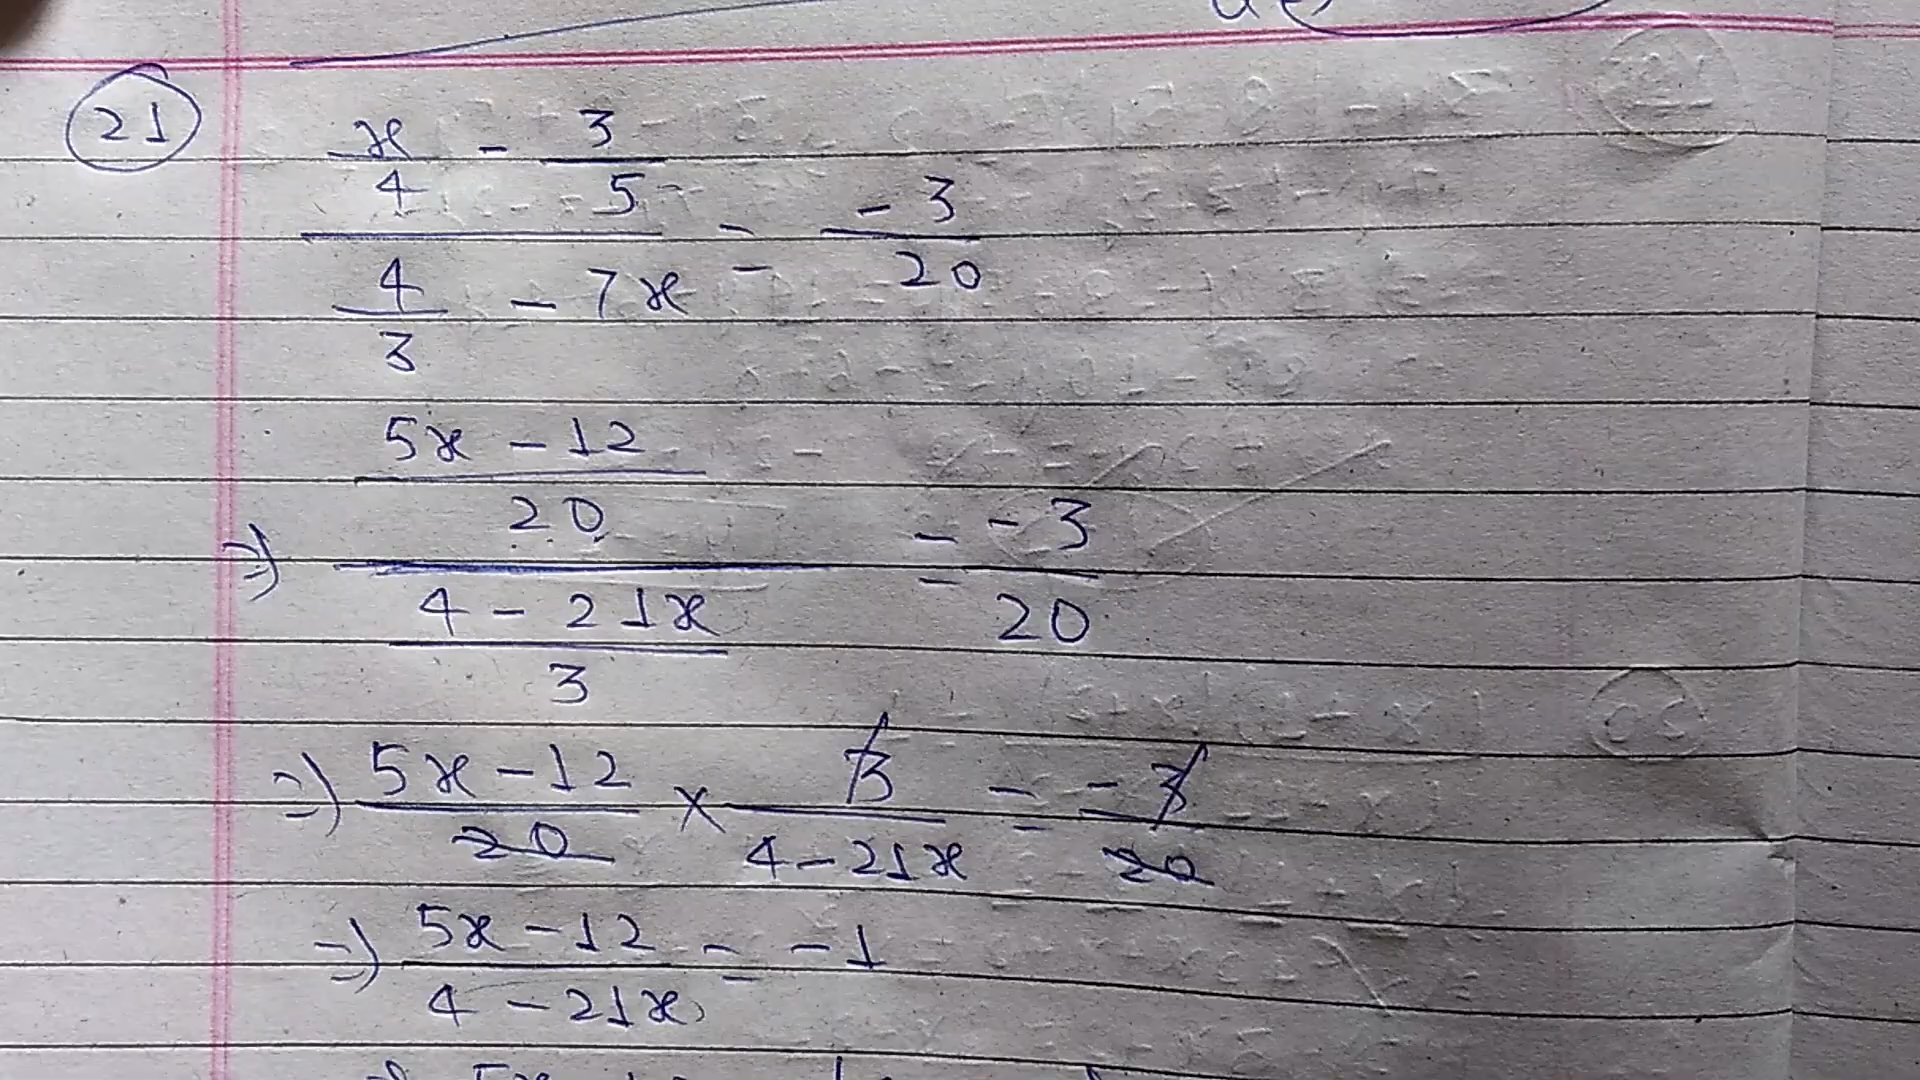 21
x/4 - 3/5
/ (4/3 - 7x) = -3/20
=) ((5x - 12)/20) / ((4 - 21x)/3) = -3/20
=) (5x - 12)/20 × 3/(4 - 21x) = -3/20
=) (5x - 12)/(4 - 21x) = -1